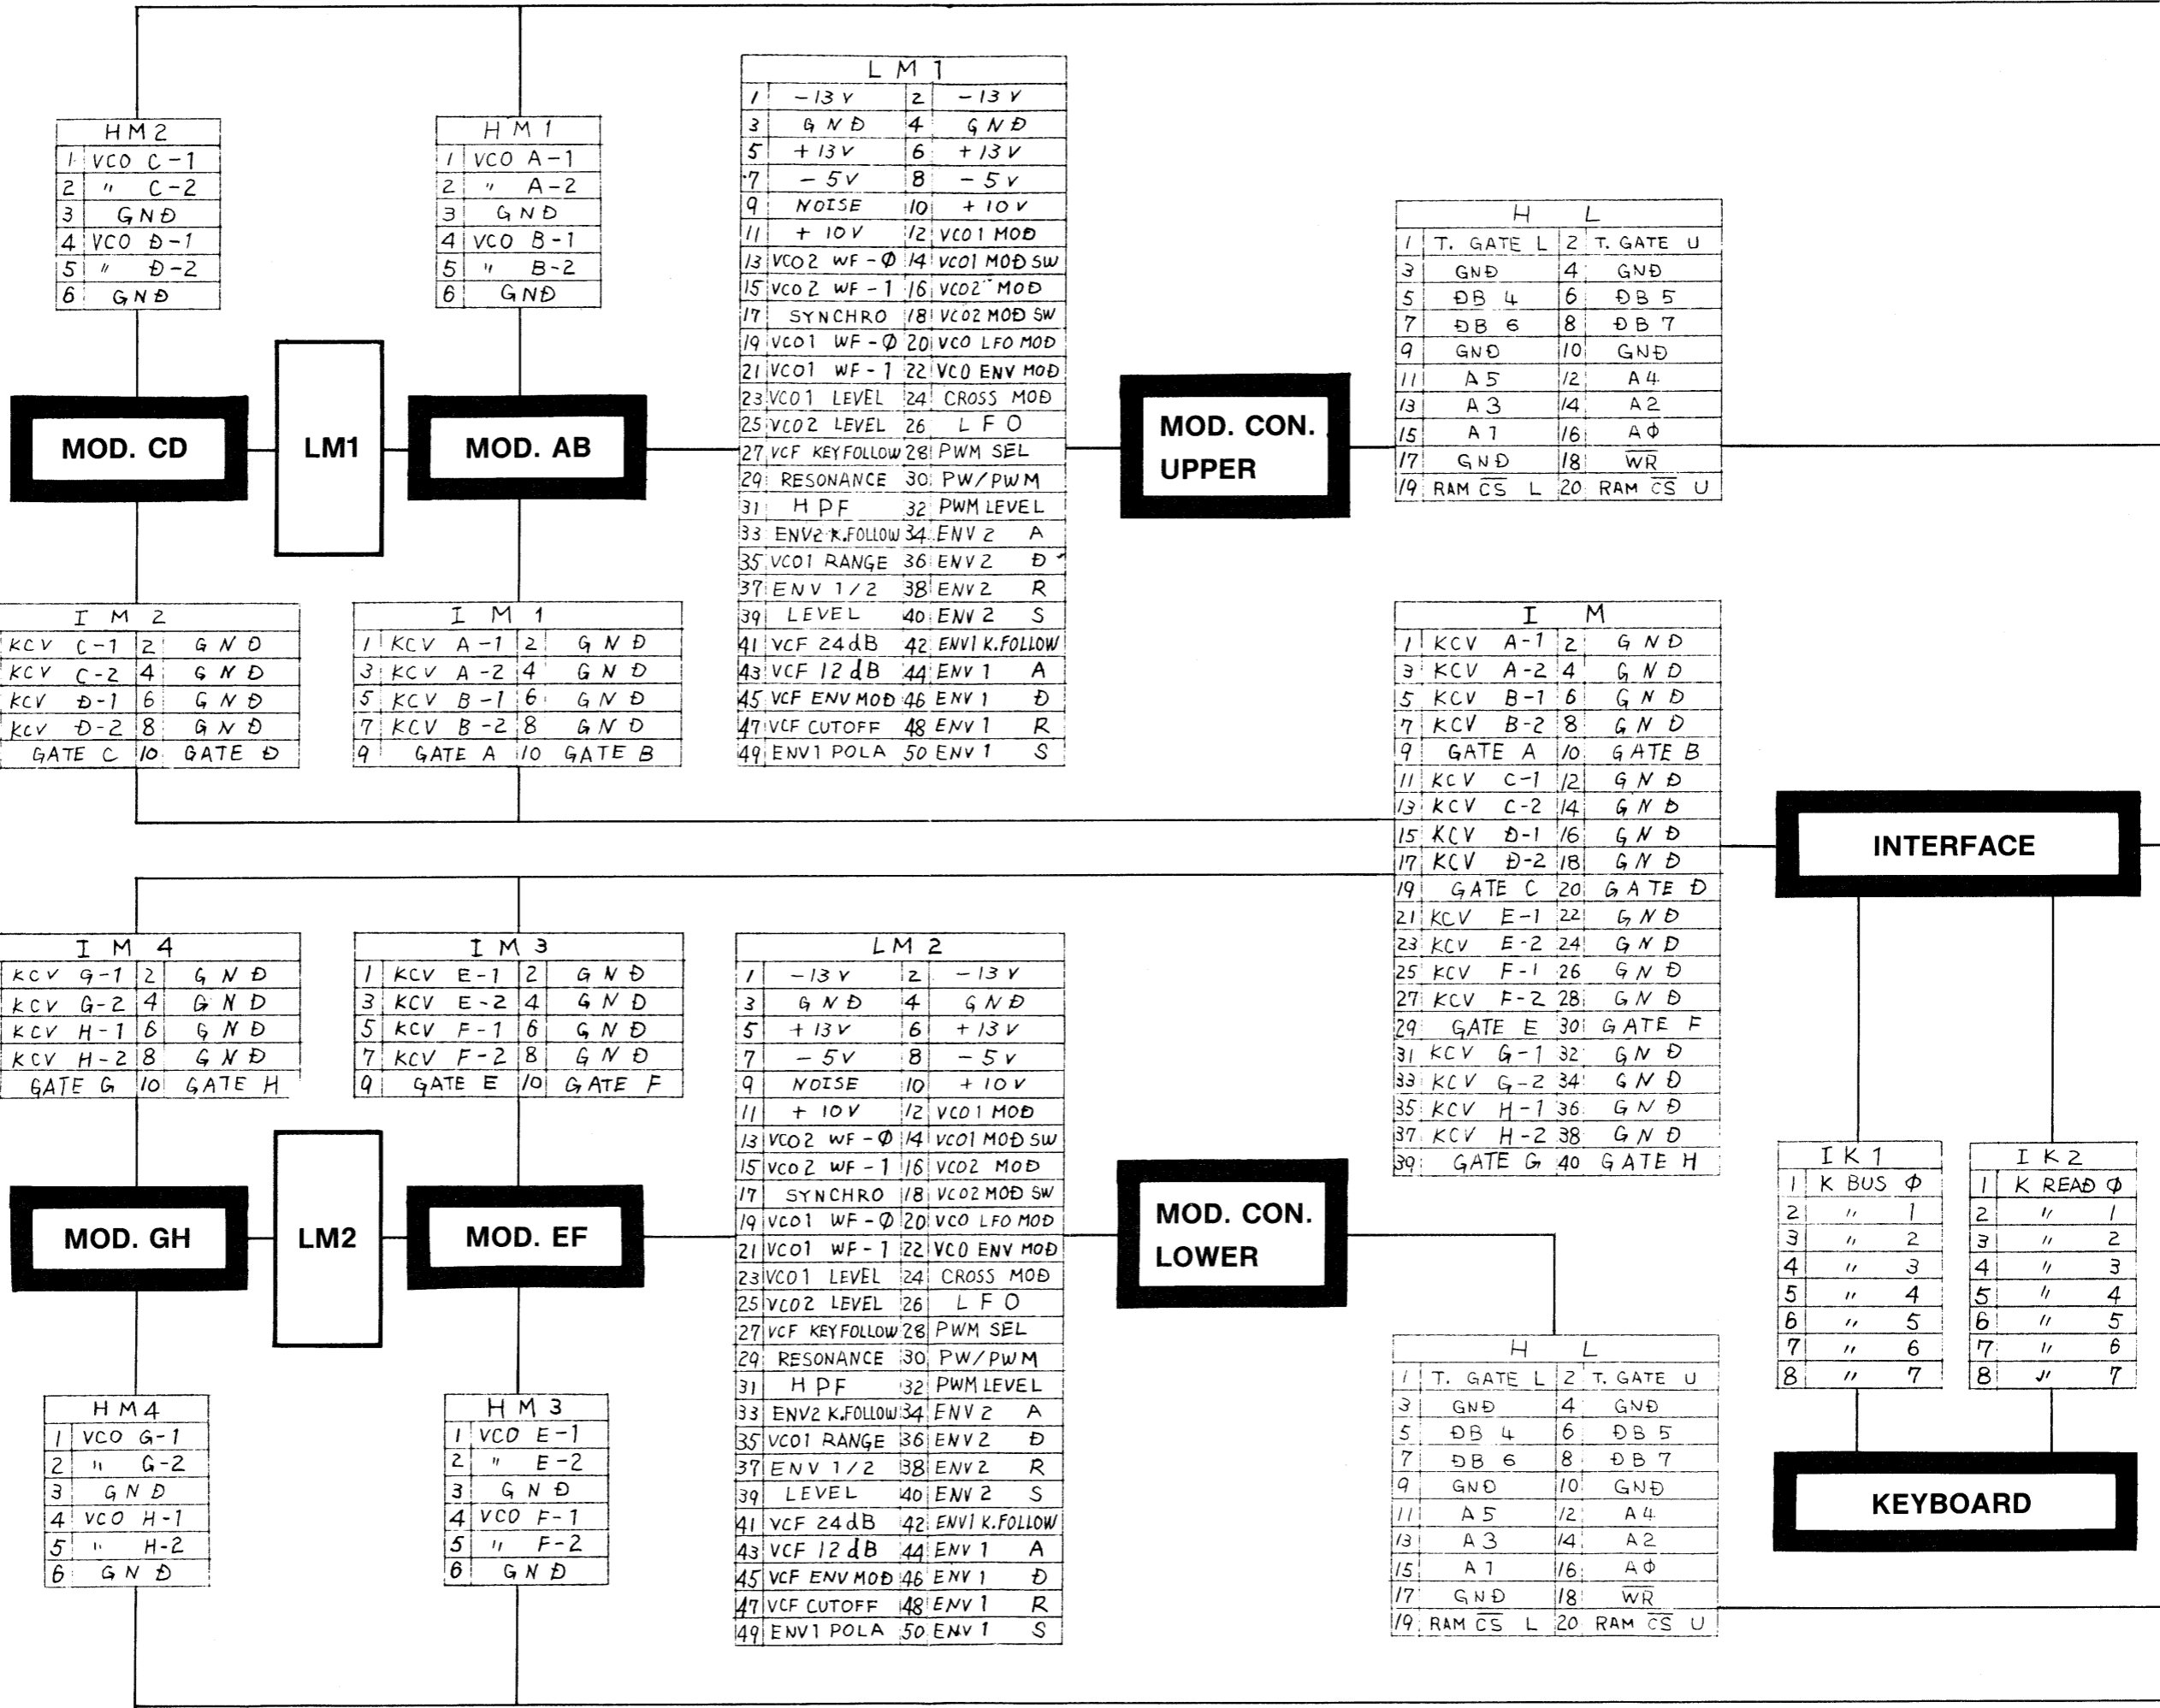 HM2
1 VCO C-1
2 〃 C-2
3 GND
4 VCO D-1
5 〃 D-2
6 GND
HM1
1 VCO A-1
2 〃 A-2
3 GND
4 VCO B-1
5 〃 B-2
6 GND
MOD. CD
LM1
MOD. AB
IM2
KCV C-1 2 GND
KCV C-2 4 GND
KCV D-1 6 GND
KCV D-2 8 GND
GATE C 10 GATE D
IM1
1 KCV A-1 2 GND
3 KCV A-2 4 GND
5 KCV B-1 6 GND
7 KCV B-2 8 GND
9 GATE A 10 GATE B
LM1
1 -13V 2 -13V
3 GND 4 GND
5 +13V 6 +13V
7 -5V 8 -5V
9 NOISE 10 +10V
11 +10V 12 VCO1 MOD
13 VCO2 WF-Ø 14 VCO1 MOD SW
15 VCO2 WF-1 16 VCO2 MOD
17 SYNCHRO 18 VCO2 MOD SW
19 VCO1 WF-Ø 20 VCO LFO MOD
21 VCO1 WF-1 22 VCO ENV MOD
23 VCO1 LEVEL 24 CROSS MOD
25 VCO2 LEVEL 26 LFO
27 VCF KEYFOLLOW 28 PWM SEL
29 RESONANCE 30 PW/PWM
31 HPF 32 PWM LEVEL
33 ENV2 K.FOLLOW 34 ENV2 A
35 VCO1 RANGE 36 ENV2 D
37 ENV 1/2 38 ENV2 R
39 LEVEL 40 ENV2 S
41 VCF 24dB 42 ENV1 K.FOLLOW
43 VCF 12dB 44 ENV1 A
45 VCF ENV MOD 46 ENV1 D
47 VCF CUTOFF 48 ENV1 R
49 ENV1 POLA 50 ENV1 S
MOD. CON.
UPPER
HL
1 T. GATE L 2 T. GATE U
3 GND 4 GND
5 DB 4 6 DB 5
7 DB 6 8 DB 7
9 GND 10 GND
11 A5 12 A4
13 A3 14 A2
15 A1 16 AØ
17 GND 18 W̅R̅
19 RAM C̅S̅ L 20 RAM C̅S̅ U
IM
1 KCV A-1 2 GND
3 KCV A-2 4 GND
5 KCV B-1 6 GND
7 KCV B-2 8 GND
9 GATE A 10 GATE B
11 KCV C-1 12 GND
13 KCV C-2 14 GND
15 KCV D-1 16 GND
17 KCV D-2 18 GND
19 GATE C 20 GATE D
21 KCV E-1 22 GND
23 KCV E-2 24 GND
25 KCV F-1 26 GND
27 KCV F-2 28 GND
29 GATE E 30 GATE F
31 KCV G-1 32 GND
33 KCV G-2 34 GND
35 KCV H-1 36 GND
37 KCV H-2 38 GND
39 GATE G 40 GATE H
INTERFACE
IM4
KCV G-1 2 GND
KCV G-2 4 GND
KCV H-1 6 GND
KCV H-2 8 GND
GATE G 10 GATE H
IM3
1 KCV E-1 2 GND
3 KCV E-2 4 GND
5 KCV F-1 6 GND
7 KCV F-2 8 GND
9 GATE E 10 GATE F
MOD. GH
LM2
MOD. EF
HM4
1 VCO G-1
2 〃 G-2
3 GND
4 VCO H-1
5 〃 H-2
6 GND
HM3
1 VCO E-1
2 〃 E-2
3 GND
4 VCO F-1
5 〃 F-2
6 GND
LM2
1 -13V 2 -13V
3 GND 4 GND
5 +13V 6 +13V
7 -5V 8 -5V
9 NOISE 10 +10V
11 +10V 12 VCO1 MOD
13 VCO2 WF-Ø 14 VCO1 MOD SW
15 VCO2 WF-1 16 VCO2 MOD
17 SYNCHRO 18 VCO2 MOD SW
19 VCO1 WF-Ø 20 VCO LFO MOD
21 VCO1 WF-1 22 VCO ENV MOD
23 VCO1 LEVEL 24 CROSS MOD
25 VCO2 LEVEL 26 LFO
27 VCF KEYFOLLOW 28 PWM SEL
29 RESONANCE 30 PW/PWM
31 HPF 32 PWM LEVEL
33 ENV2 K.FOLLOW 34 ENV2 A
35 VCO1 RANGE 36 ENV2 D
37 ENV 1/2 38 ENV2 R
39 LEVEL 40 ENV2 S
41 VCF 24dB 42 ENV1 K.FOLLOW
43 VCF 12dB 44 ENV1 A
45 VCF ENV MOD 46 ENV1 D
47 VCF CUTOFF 48 ENV1 R
49 ENV1 POLA 50 ENV1 S
MOD. CON.
LOWER
HL
1 T. GATE L 2 T. GATE U
3 GND 4 GND
5 DB 4 6 DB 5
7 DB 6 8 DB 7
9 GND 10 GND
11 A5 12 A4
13 A3 14 A2
15 A1 16 AØ
17 GND 18 W̅R̅
19 RAM C̅S̅ L 20 RAM C̅S̅ U
IK1
1 K BUS Ø
2 〃 1
3 〃 2
4 〃 3
5 〃 4
6 〃 5
7 〃 6
8 〃 7
IK2
1 K READ Ø
2 〃 1
3 〃 2
4 〃 3
5 〃 4
6 〃 5
7 〃 6
8 〃 7
KEYBOARD